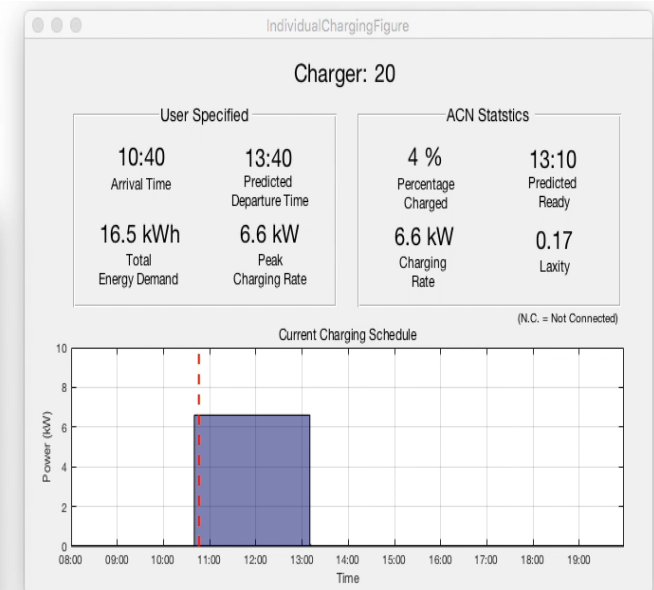 IndividualChargingFigure
Charger: 20
User Specified
10:40
Arrival Time
13:40
Predicted
Departure Time
16.5 kWh
Total
Energy Demand
6.6 kW
Peak
Charging Rate
ACN Statstics
4 %
Percentage
Charged
13:10
Predicted
Ready
6.6 kW
Charging
Rate
0.17
Laxity
(N.C. = Not Connected)
Current Charging Schedule
Power (kW)
10
8
6
4
2
0
08:00 09:00 10:00 11:00 12:00 13:00 14:00 15:00 16:00 17:00 18:00 19:00
Time